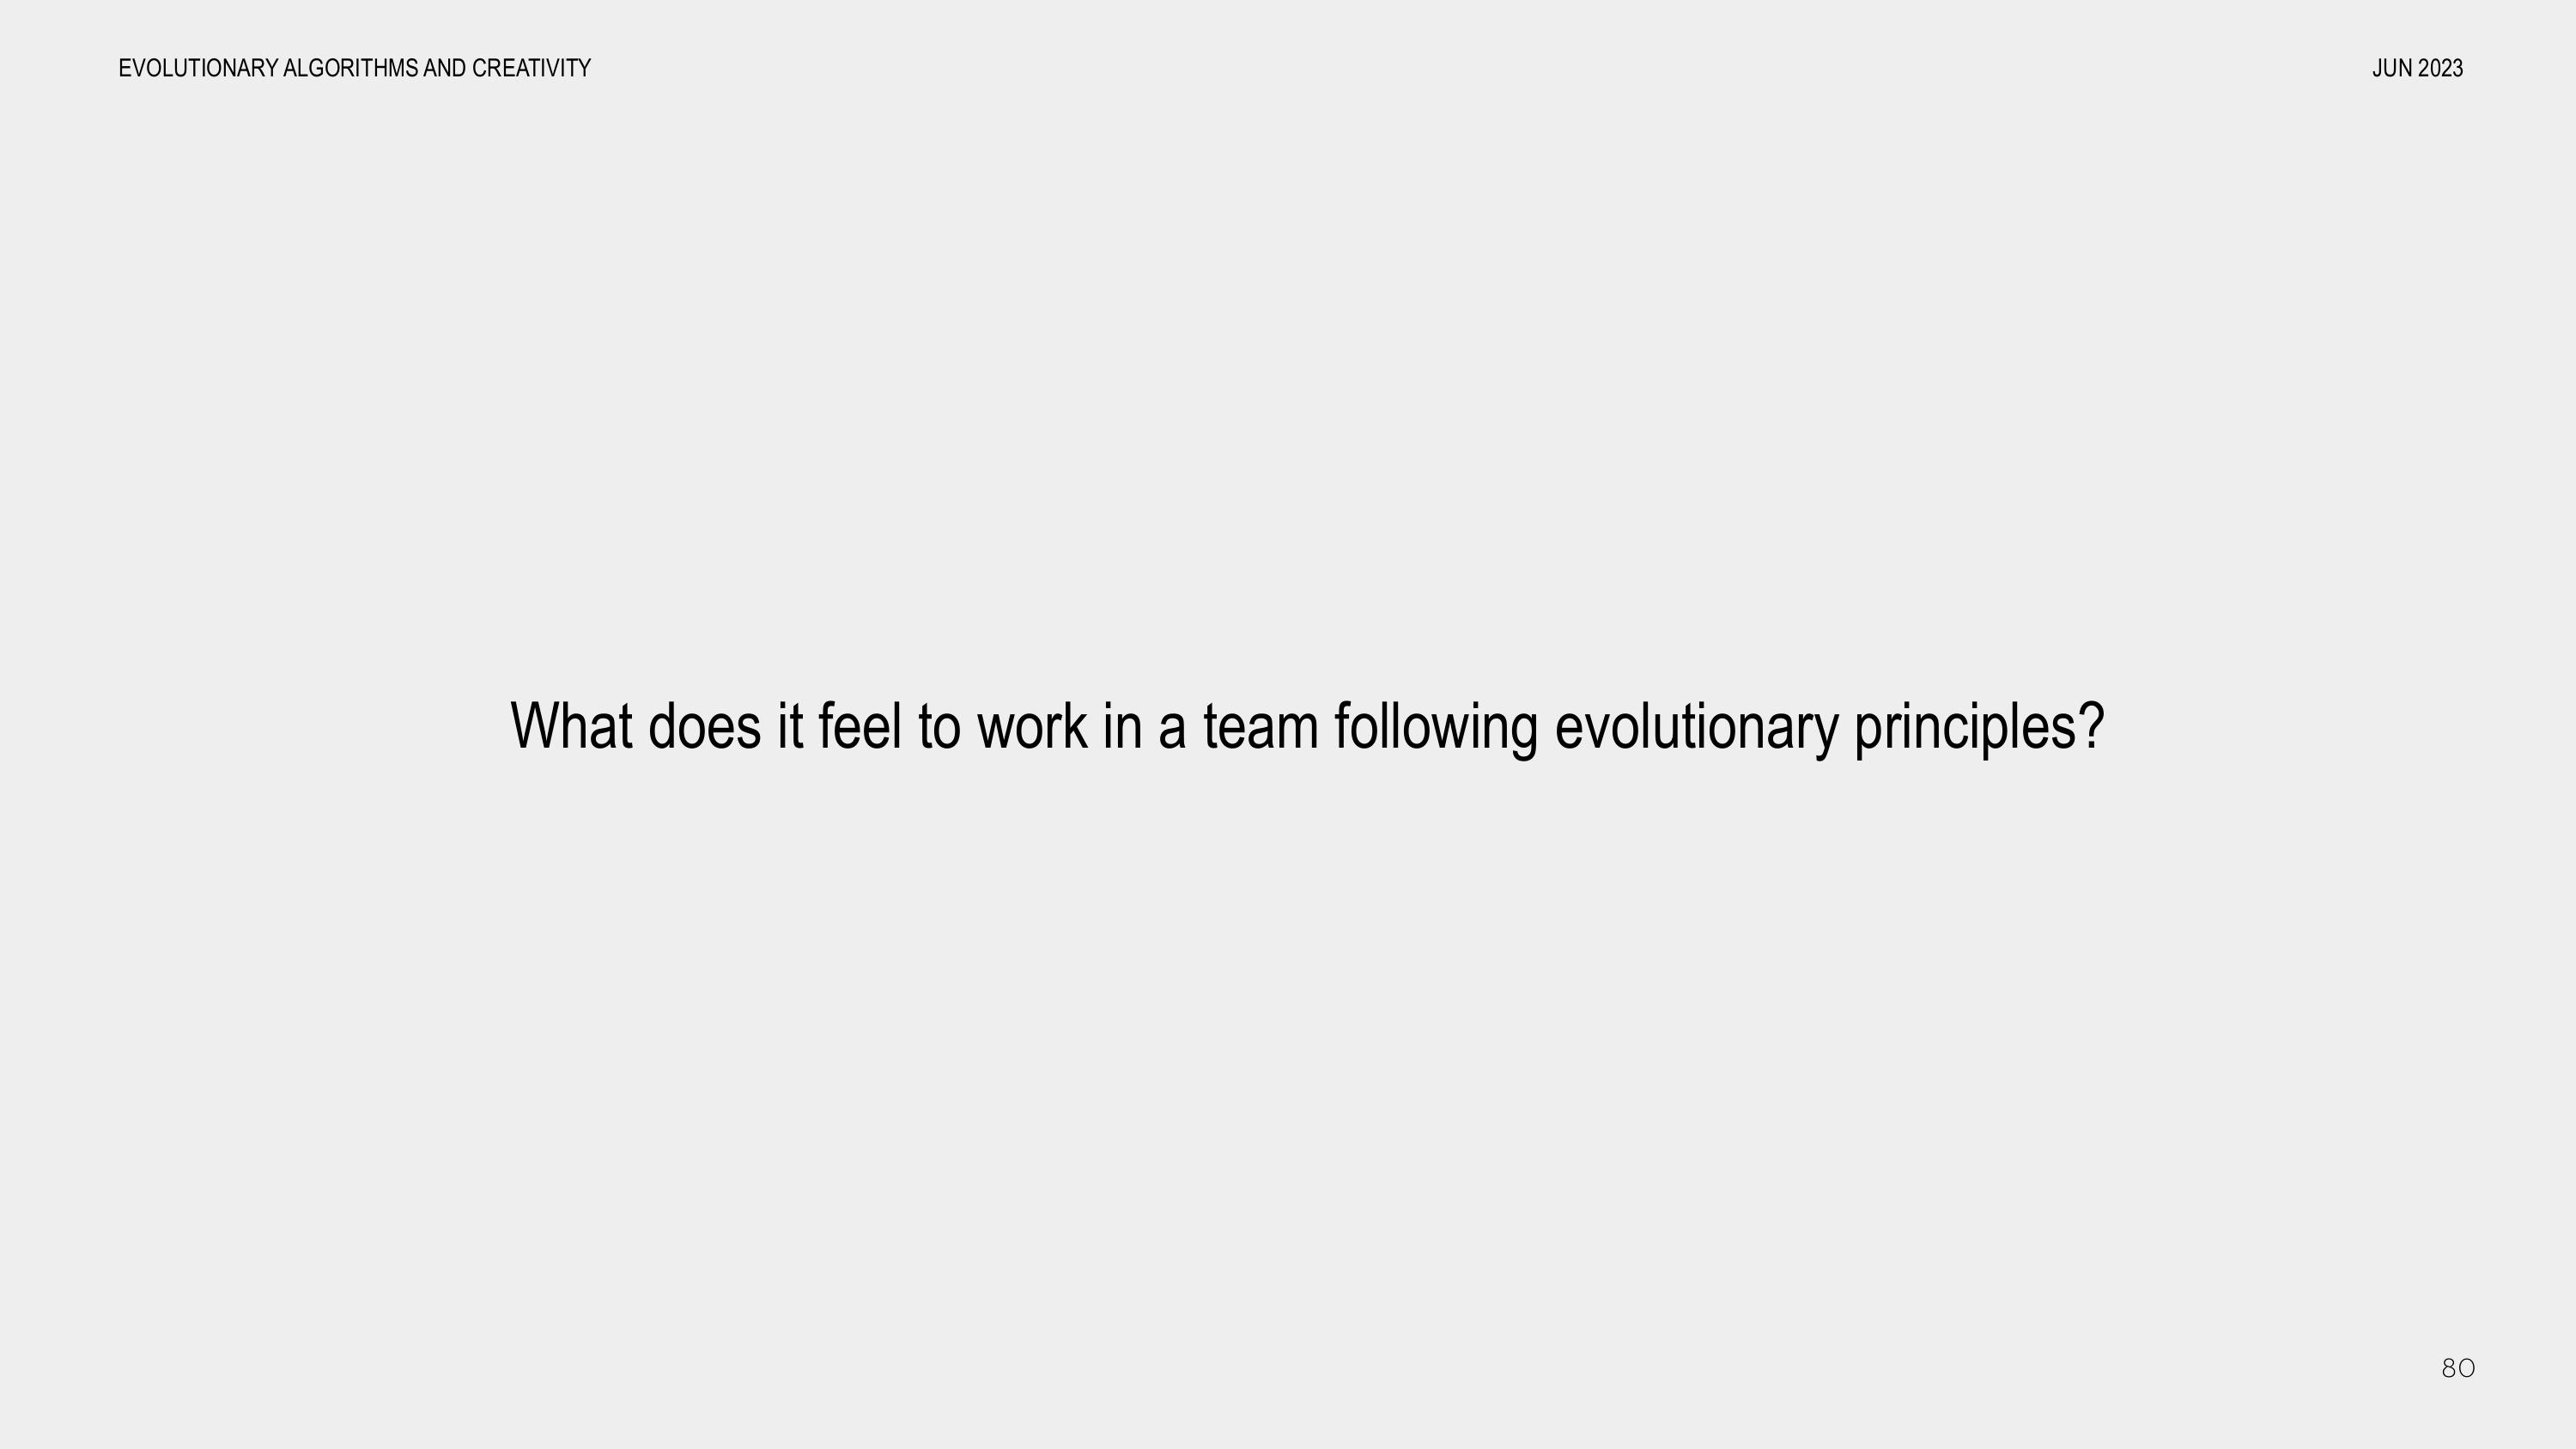 EVOLUTIONARY ALGORITHMS AND CREATIVITY
JUN 2023
What does it feel to work in a team following evolutionary principles?
80